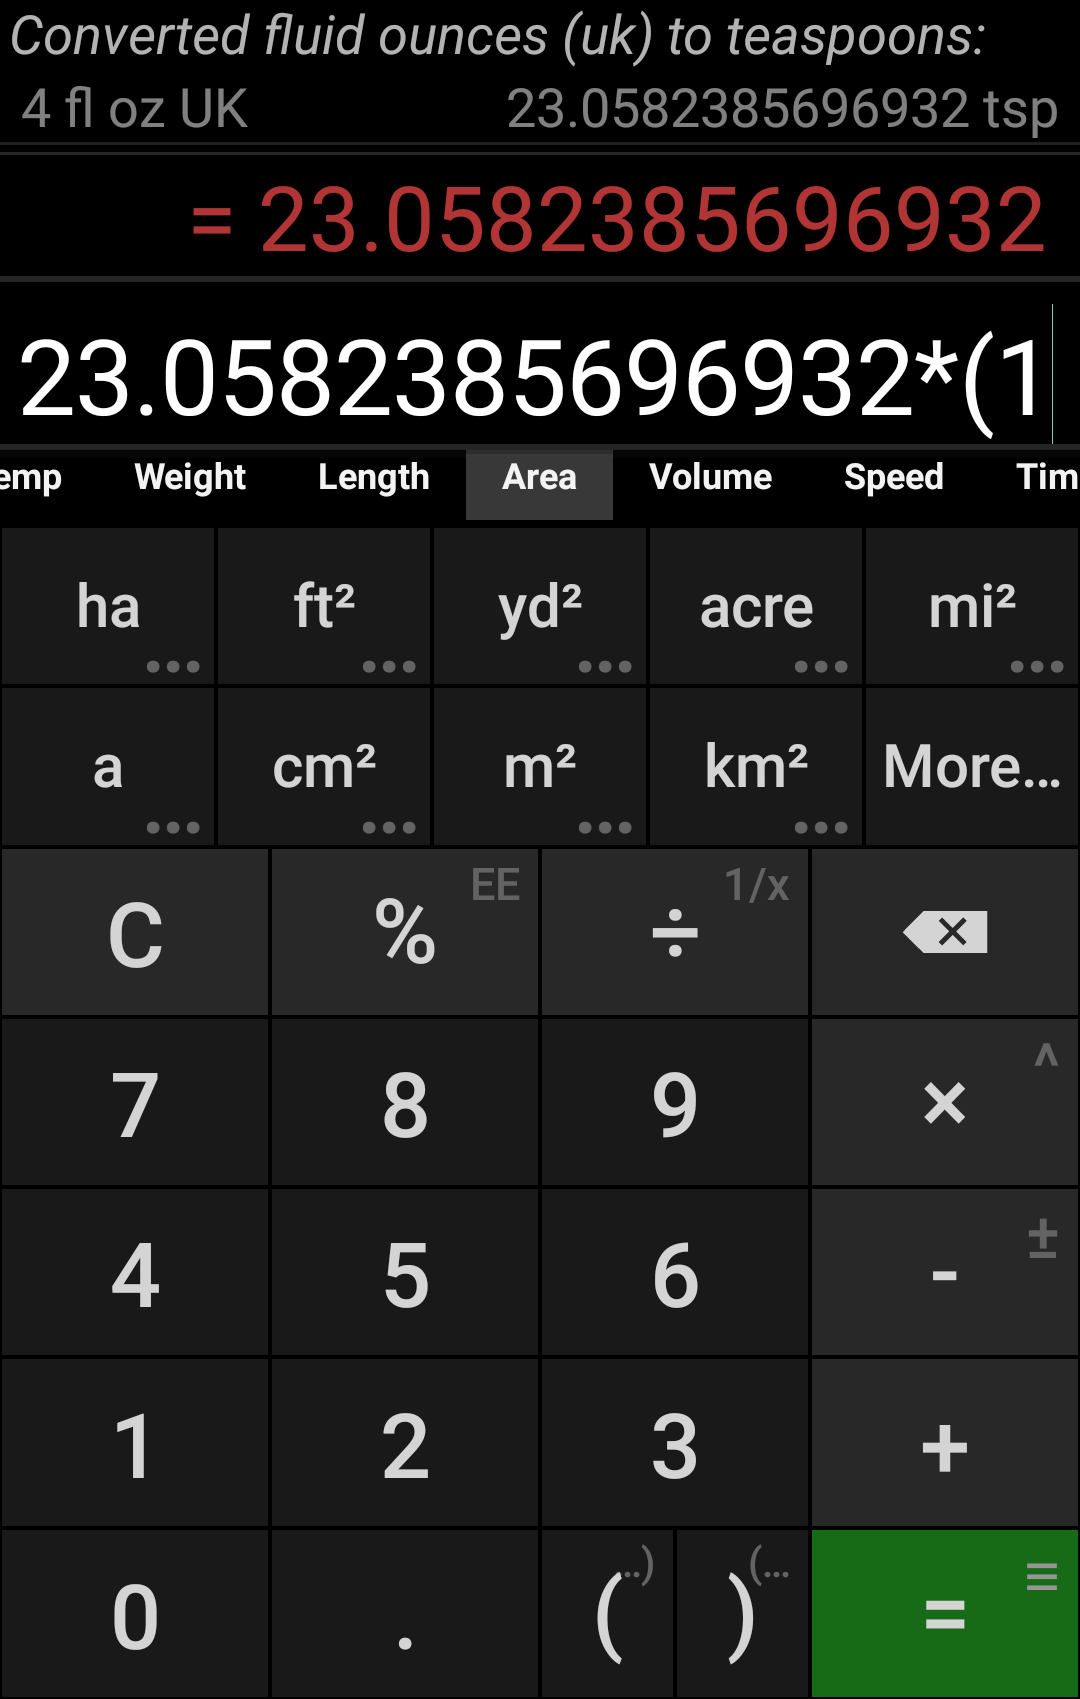 Converted fluid ounces (uk) to teaspoons:
4 fl oz UK 23.0582385696932 tsp
= 23.0582385696932
23.0582385696932*(1
emp Weight Length Area Volume Speed Tim
ha ft² yd² acre mi²
a cm² m² km² More...
C % EE ÷ 1/x
7 8 9 × ^
4 5 6 - ±
1 2 3 + 
0 . ( ..) ) (... =